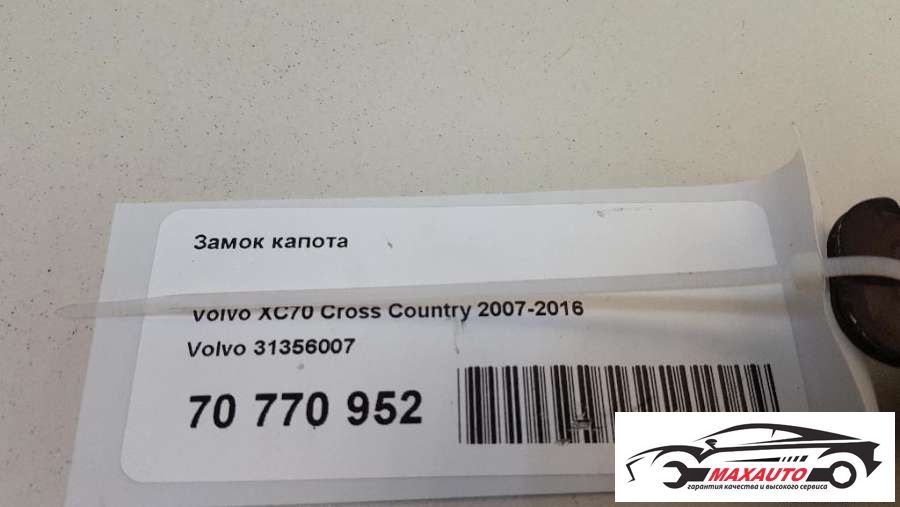 Замок капота
Volvo XC70 Cross Country 2007-2016
Volvo 31356007
70 770 952
MAXAUTO
гарантия качества и высокого сервиса